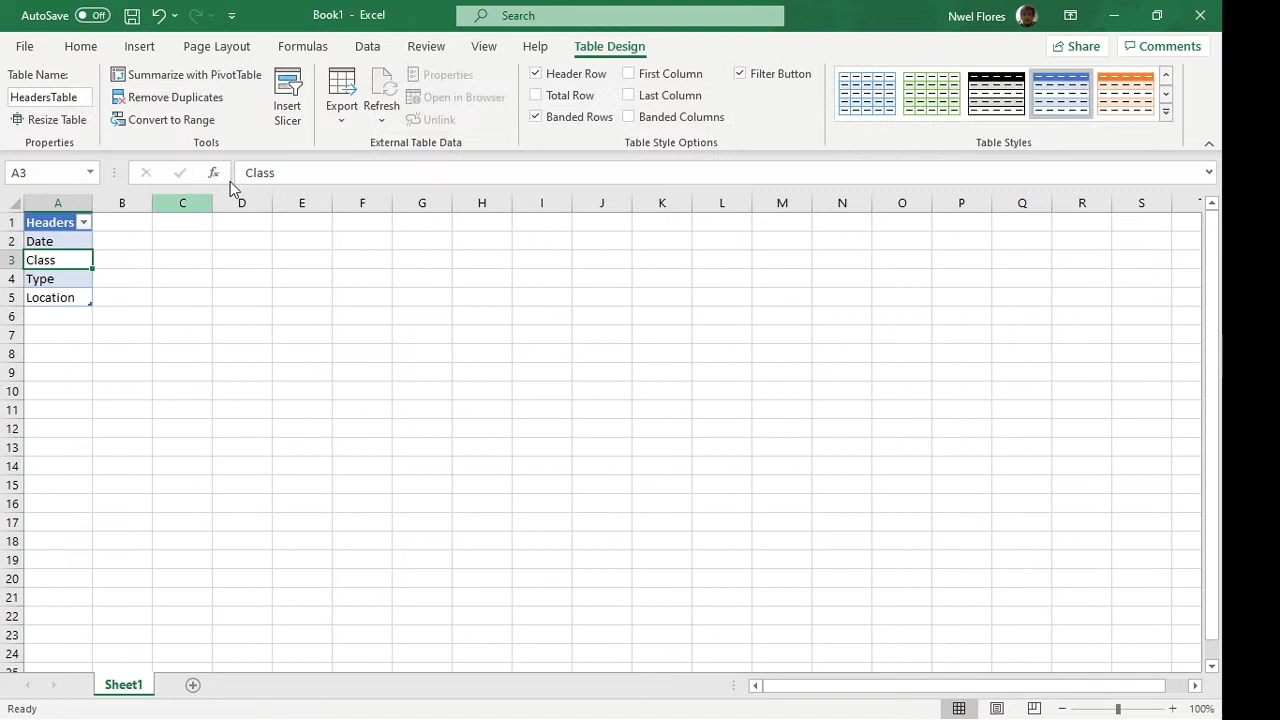 AutoSave Off Book1 - Excel Search Nwel Flores
File Home Insert Page Layout Formulas Data Review View Help Table Design Share Comments
Table Name:
HeadersTable
Resize Table
Properties
Summarize with PivotTable
Remove Duplicates
Convert to Range
Insert
Slicer
Tools
Export
Refresh
Properties
Open in Browser
Unlink
External Table Data
Header Row First Column Filter Button
Total Row Last Column
Banded Rows Banded Columns
Table Style Options
Table Styles
A3 fx Class
A B C D E F G H I J K L M N O P Q R S
1 Headers
2 Date
3 Class
4 Type
5 Location
6
7
8
9
10
11
12
13
14
15
16
17
18
19
20
21
22
23
24
25
Sheet1
Ready 100%